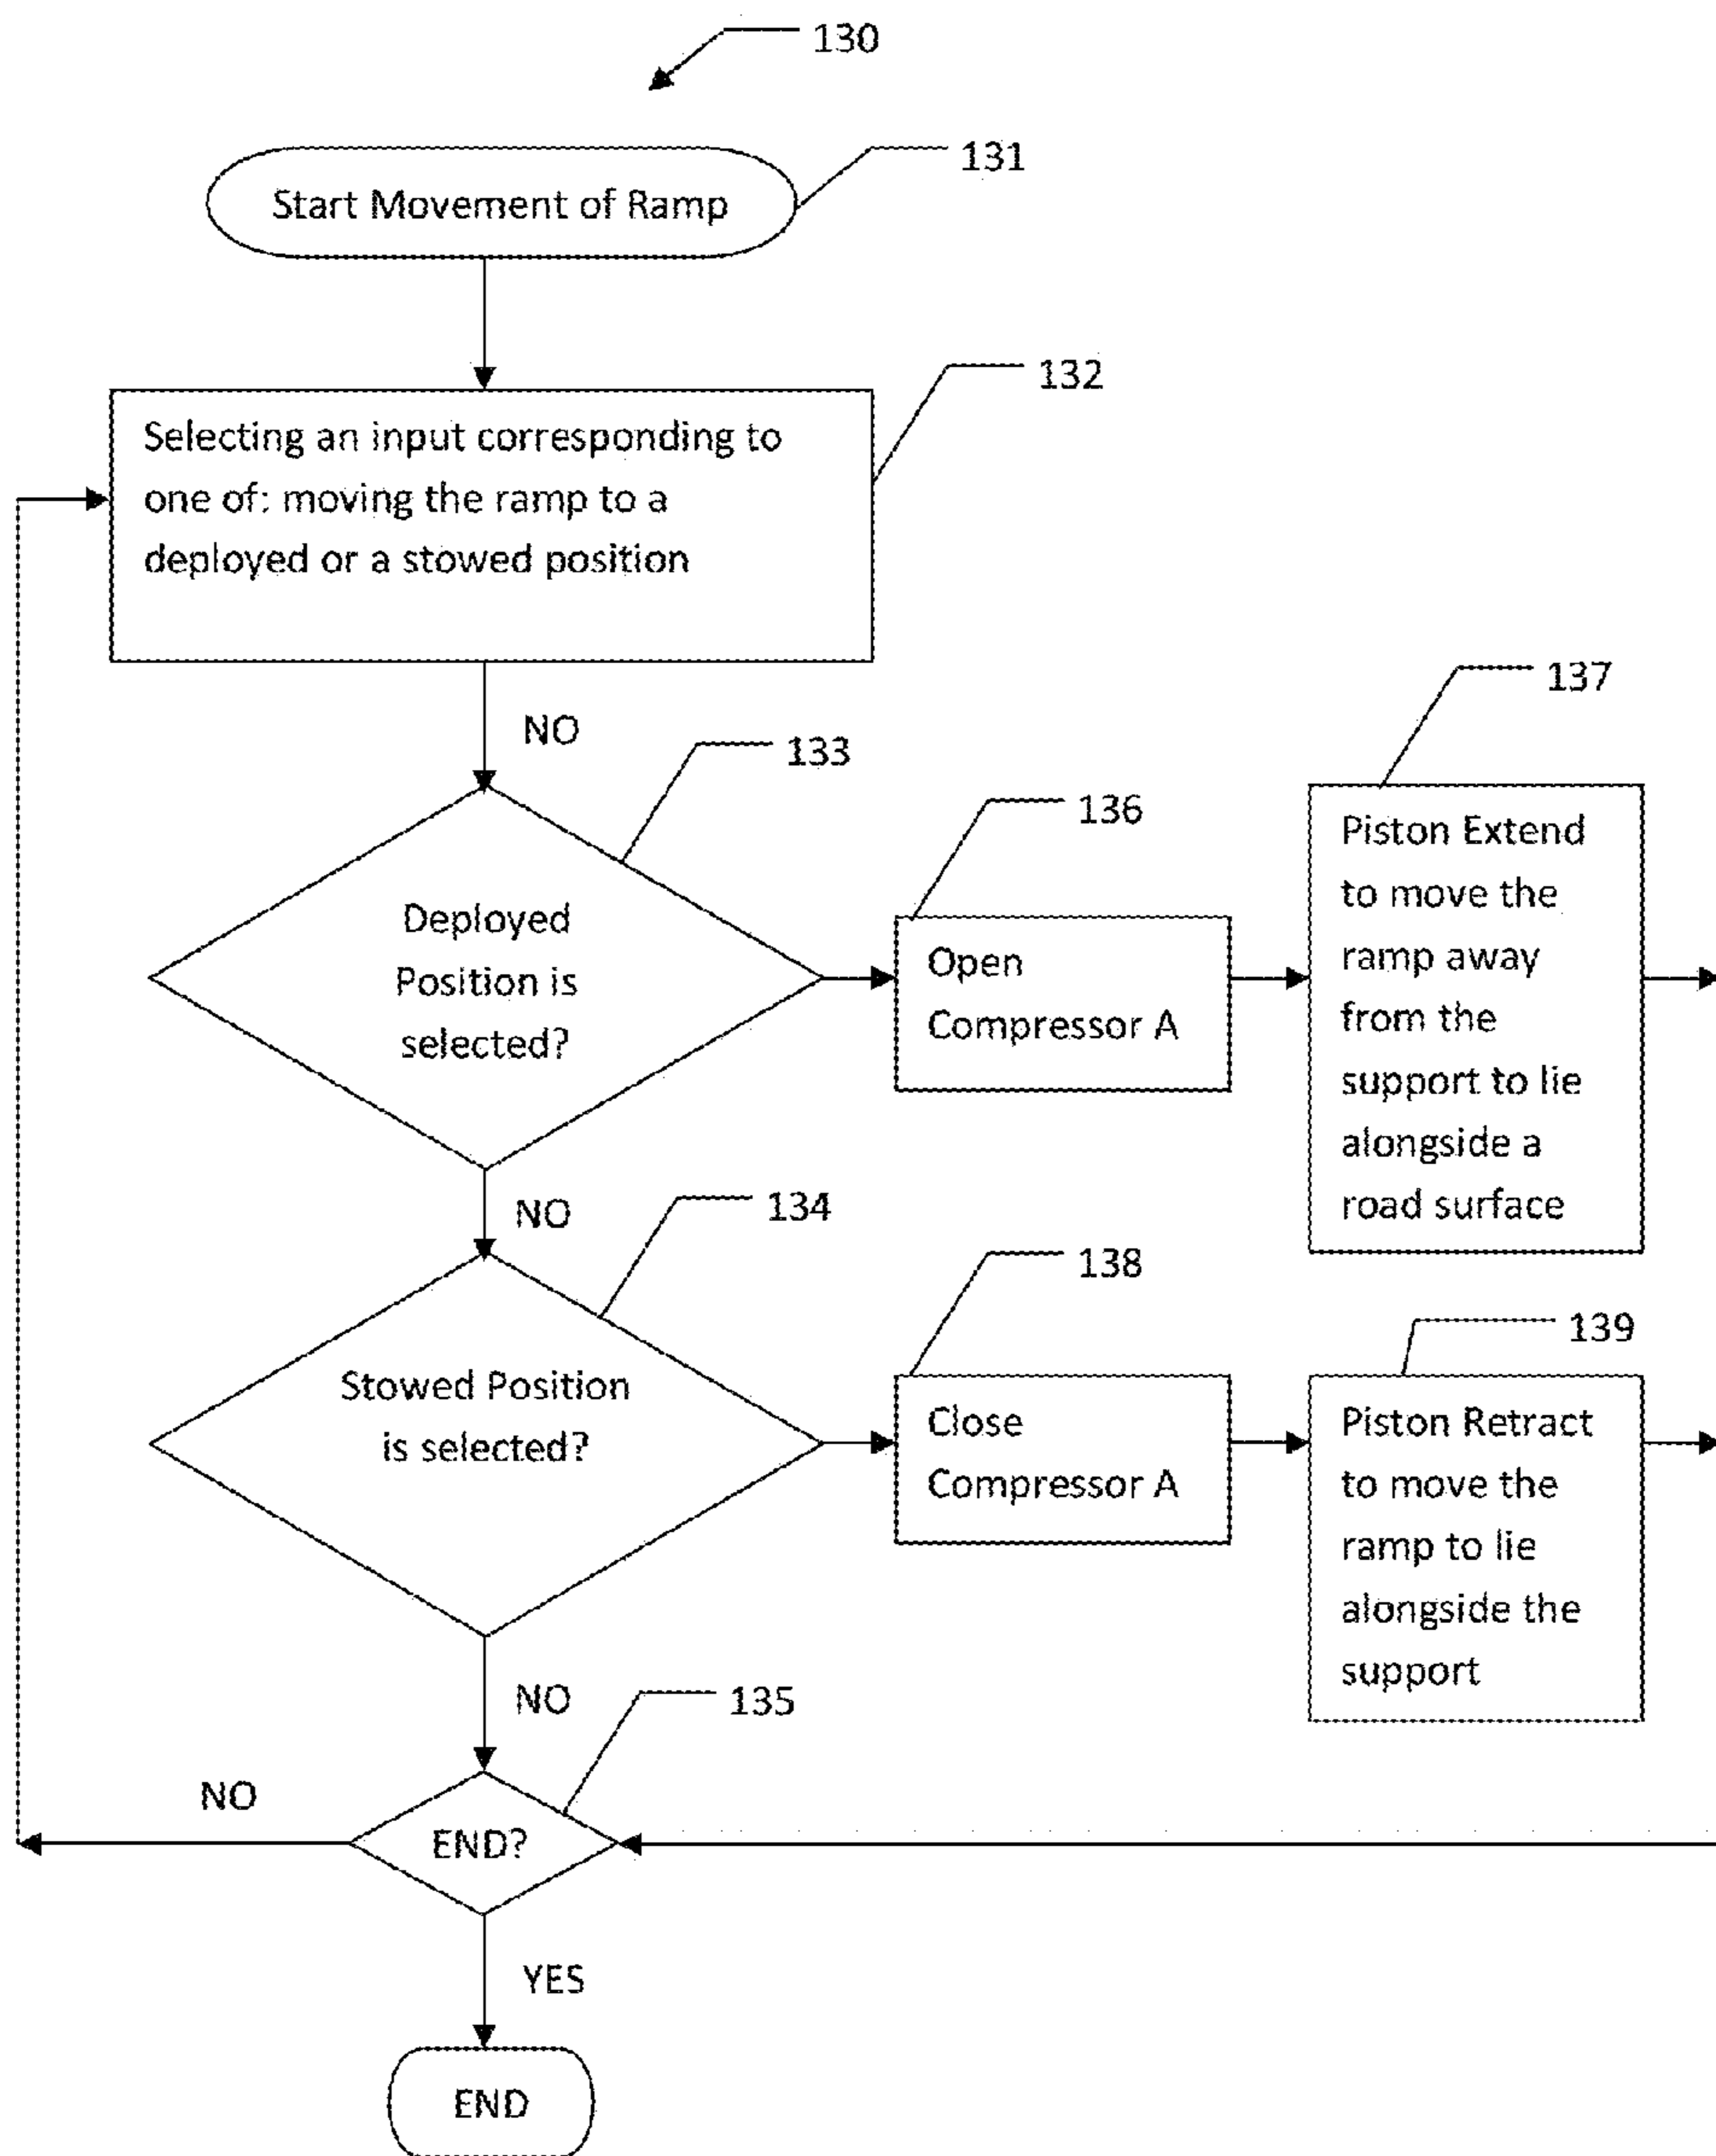 130
131
Start Movement of Ramp
132
Selecting an input corresponding to
one of: moving the ramp to a
deployed or a stowed position
NO
133
Deployed
Position is
selected?
136
Open
Compressor A
137
Piston Extend
to move the
ramp away
from the
support to lie
alongside a
road surface
NO
134
Stowed Position
is selected?
138
Close
Compressor A
139
Piston Retract
to move the
ramp to lie
alongside the
support
NO
135
END?
NO
YES
END